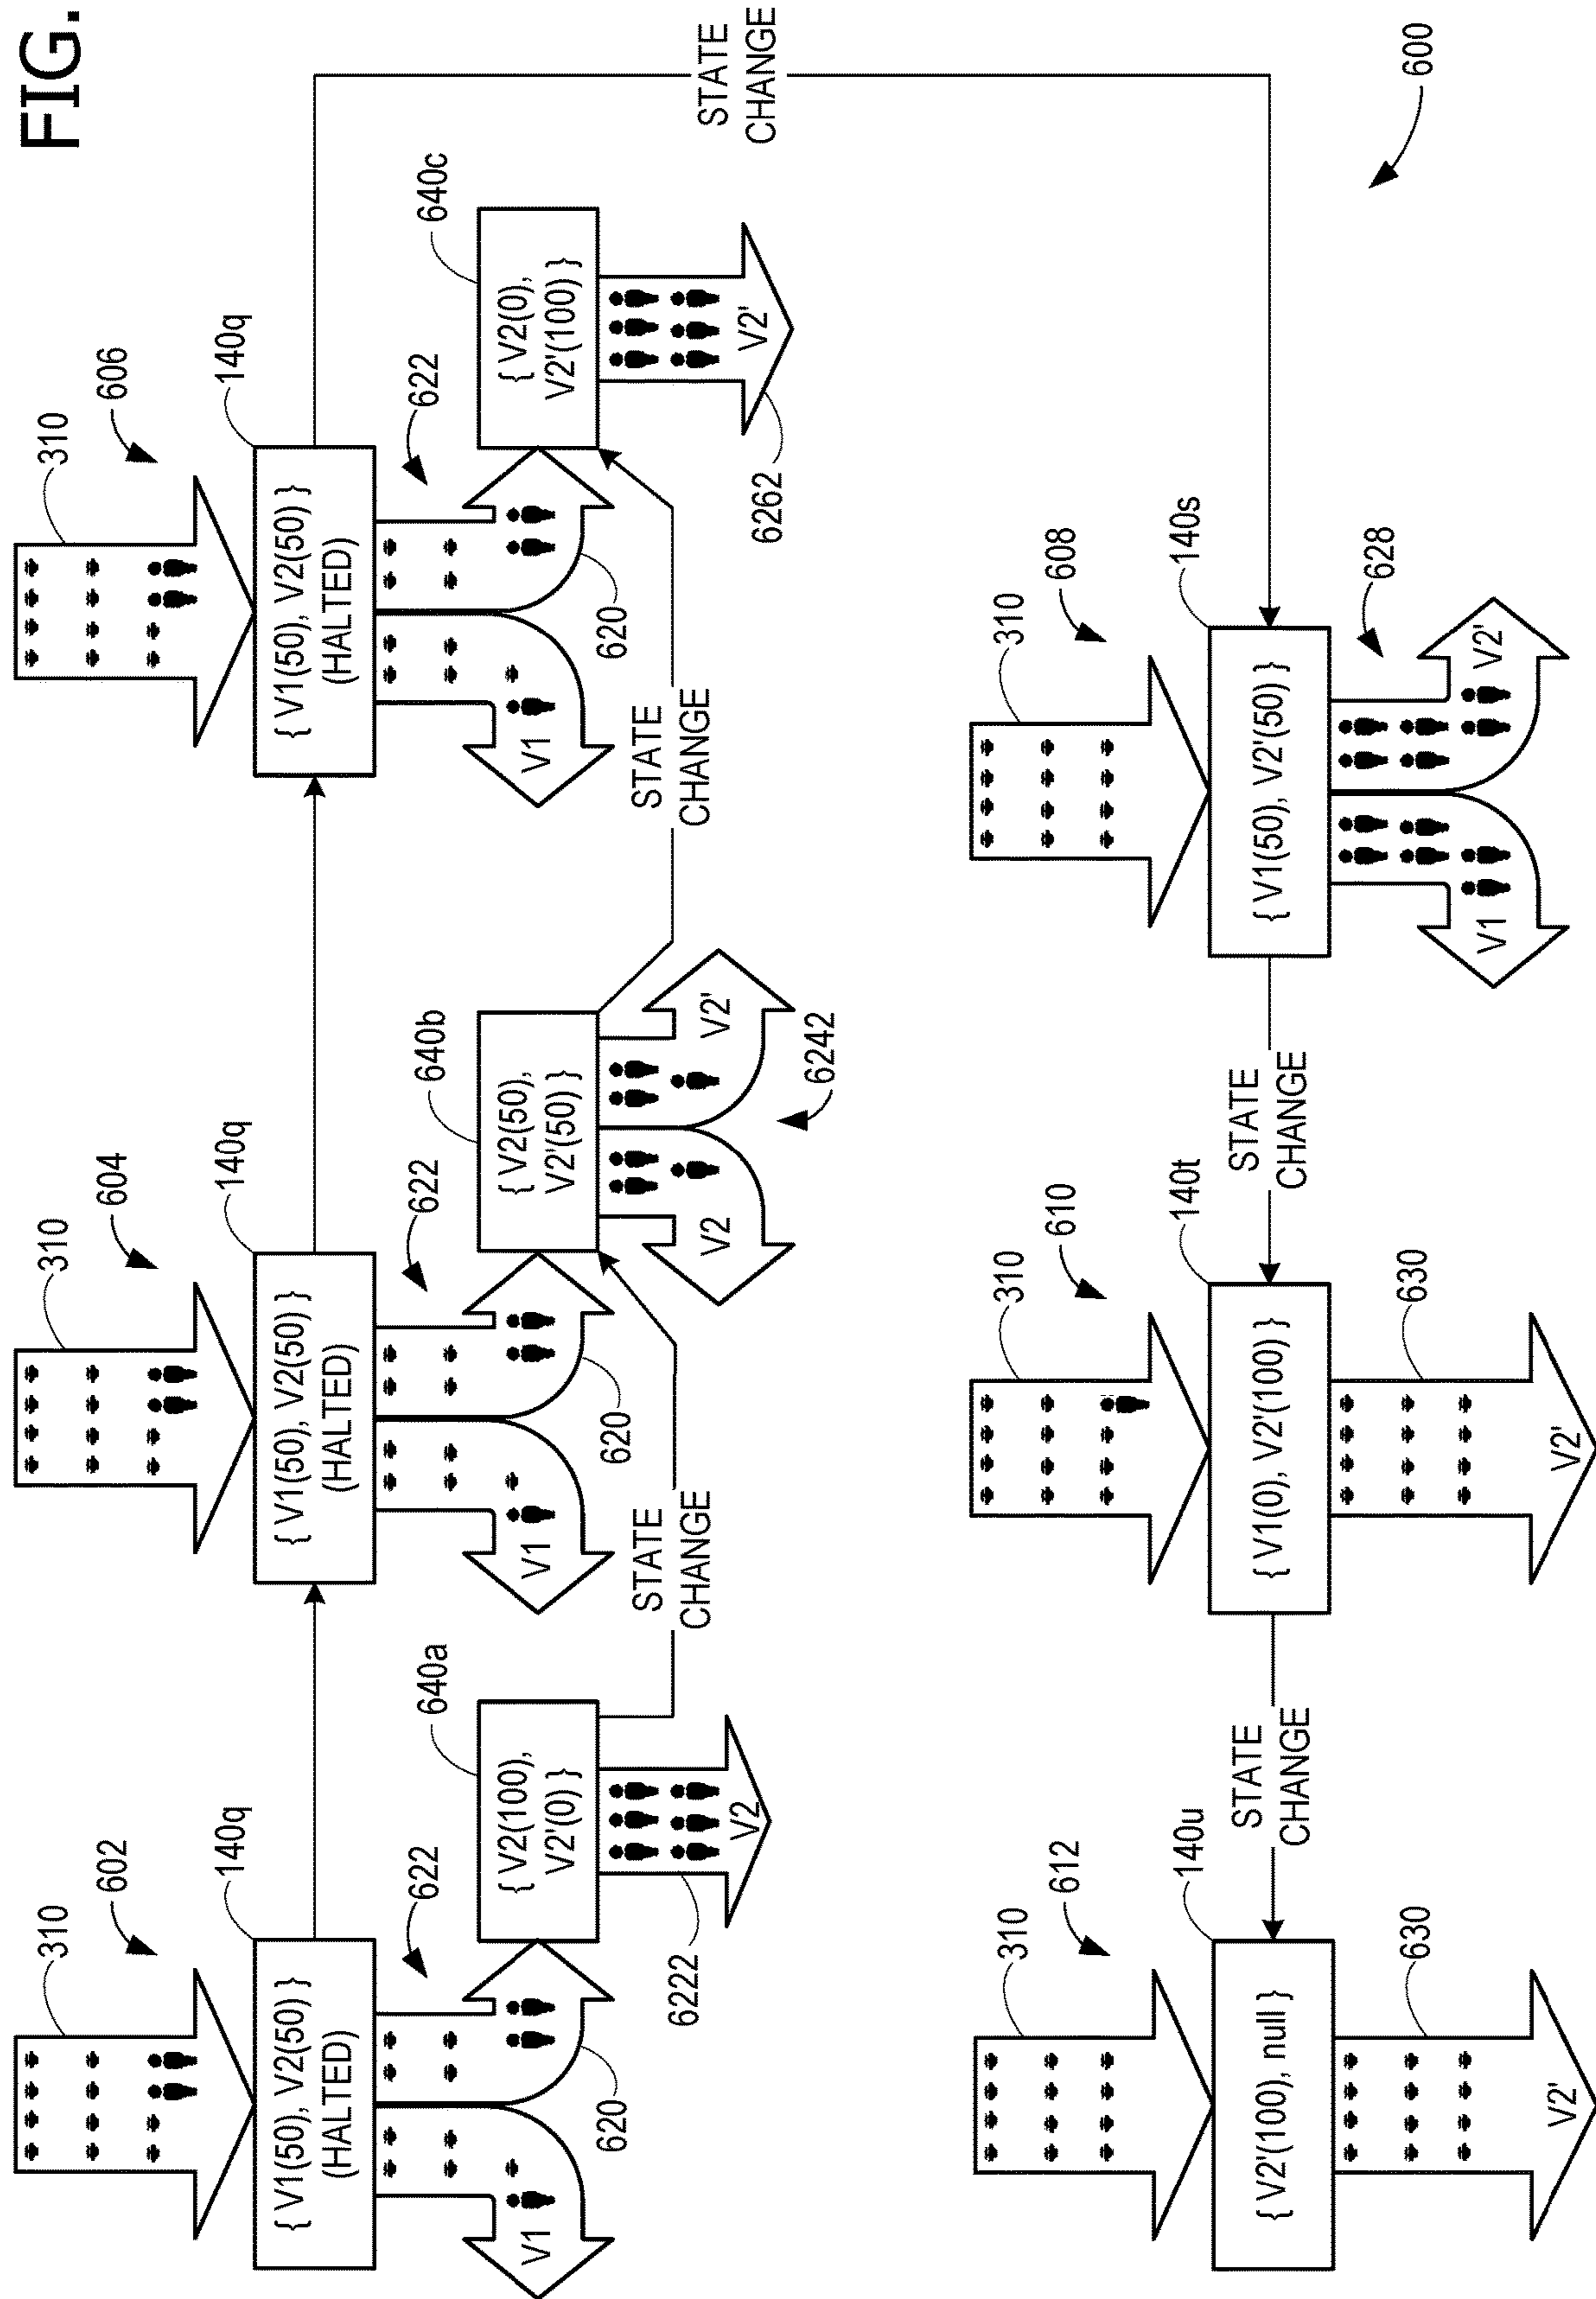 FIG.
310
602
140q
{ V1(50), V2(50) }
(HALTED)
622
V1
620
640a
{ V2(100),
V2'(0) }
6222
V2
STATE
CHANGE
310
604
140q
{ V1(50), V2(50) }
(HALTED)
622
V1
620
640b
{ V2(50),
V2'(50) }
V2
V2'
6242
STATE
CHANGE
310
606
140q
{ V1(50), V2(50) }
(HALTED)
622
V1
620
640c
{ V2(0),
V2'(100) }
6262
V2'
STATE
CHANGE
310
612
140u
{ V2'(100), null }
630
V2'
STATE
CHANGE
310
610
140t
{ V1(0), V2'(100) }
630
V2'
STATE
CHANGE
310
608
140s
{ V1(50), V2'(50) }
628
V1
V2'
600